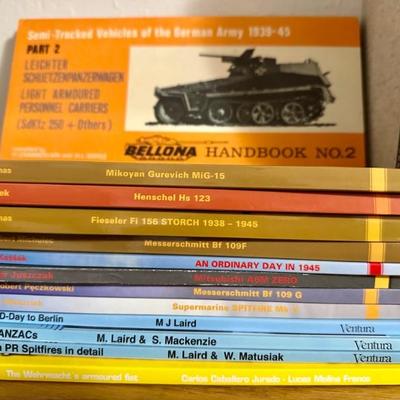 Semi-Tracked Vehicles of the German Army 1939-45
PART 2
LEICHTER
SCHUETZENPANZERWAGEN
LIGHT ARMOURED
PERSONNEL CARRIERS
(SdKfz 250 + Others)
BELLONA HANDBOOK NO.2
Mikoyan Gurevich MiG-15
Henschel Hs 123
Fieseler Fi 156 STORCH 1938 - 1945
Messerschmitt Bf 109F
AN ORDINARY DAY IN 1945
Juszczak Mitsubishi A6M ZERO
Robert Pęczkowski Messerschmitt Bf 109 G
Supermarine SPITFIRE Mk V
D-Day to Berlin M J Laird Ventura
ANZACs M. Laird & S. Mackenzie Ventura
PR Spitfires in detail M. Laird & W. Matusiak Ventura
The Wehrmacht's armoured fist Carlos Caballero Jurado - Lucas Molina Franco